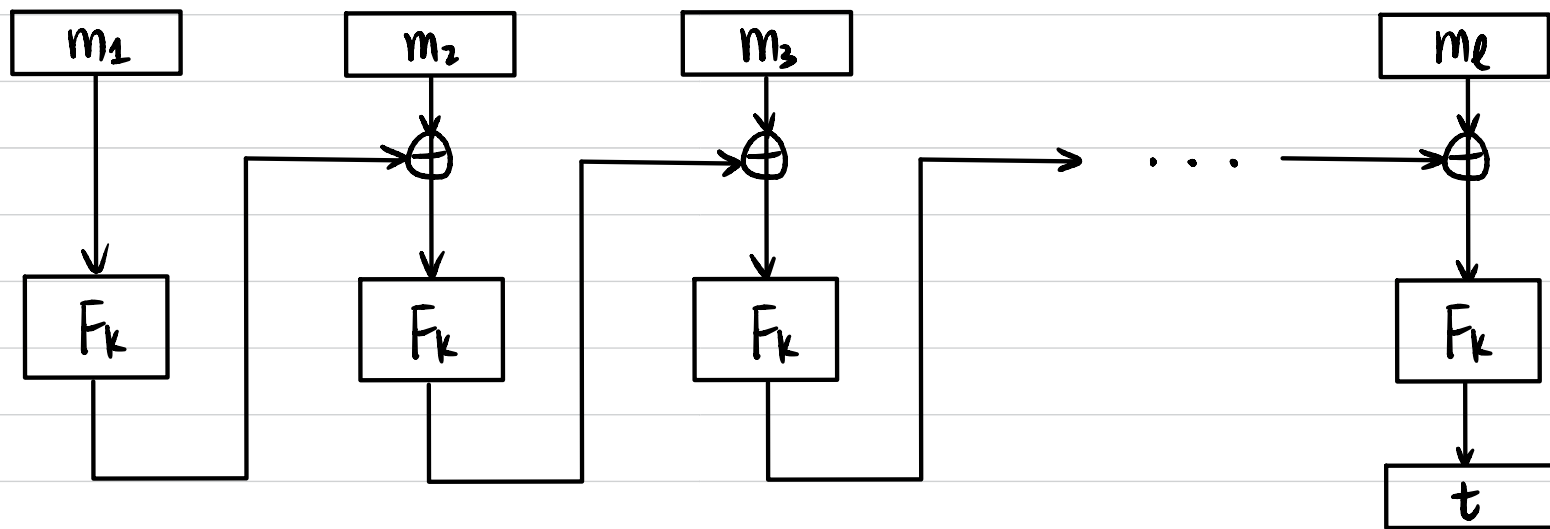 m₁ m₂ m₃ mℓ
. . .
Fₖ Fₖ Fₖ Fₖ
t